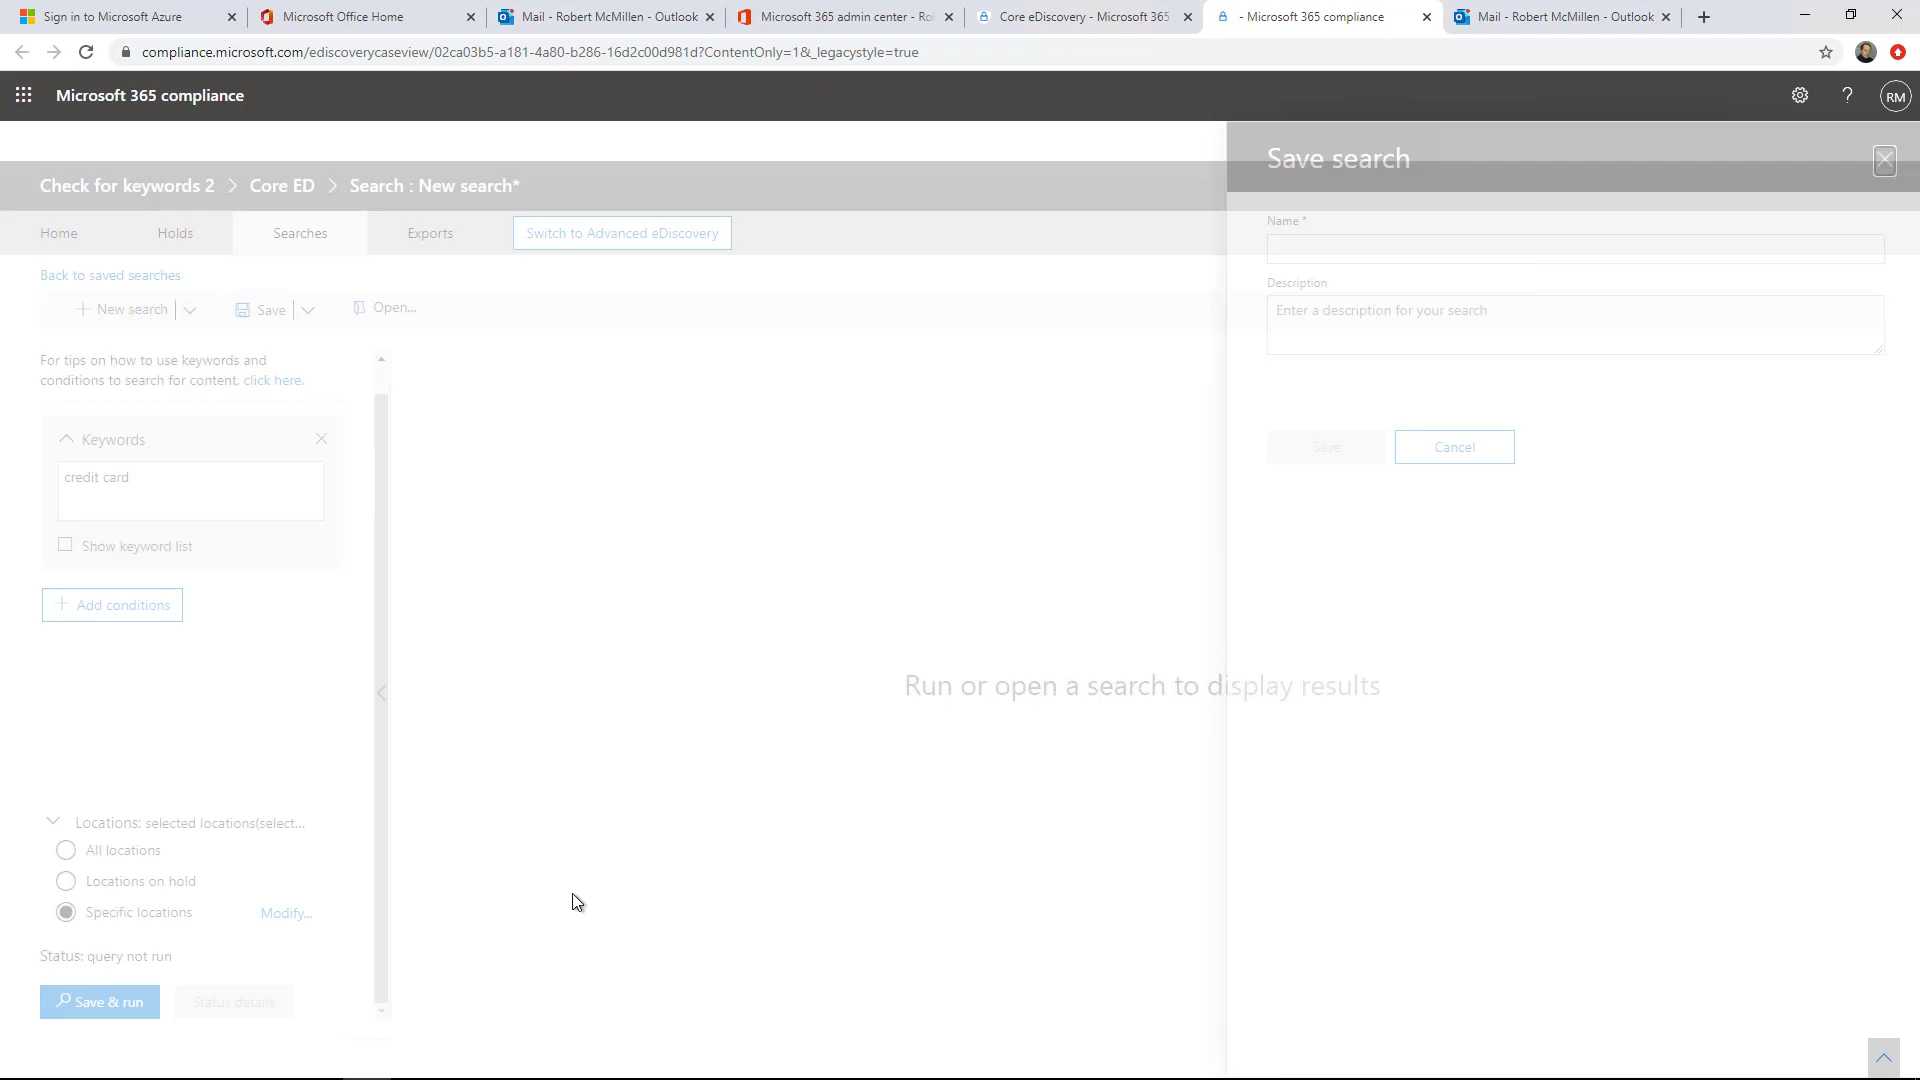 Sign in to Microsoft Azure
Microsoft Office Home
Mail - Robert McMillen - Outlook
Microsoft 365 admin center - Ro
Core eDiscovery - Microsoft 365
- Microsoft 365 compliance
Mail - Robert McMillen - Outlook
compliance.microsoft.com/ediscoverycaseview/02ca03b5-a181-4a80-b286-16d2c00d981d?ContentOnly=1&_legacystyle=true
Microsoft 365 compliance
?
RM
Check for keywords 2 > Core ED > Search : New search*
Home
Holds
Searches
Exports
Switch to Advanced eDiscovery
Back to saved searches
New search
Save
Open...
For tips on how to use keywords and
conditions to search for content, click here.
Keywords
credit card
Show keyword list
Add conditions
Locations: selected locations(select...
All locations
Locations on hold
Specific locations
Modify...
Status: query not run
Save & run
Status details
Run or open a search to display results
Save search
Name *
Description
Enter a description for your search
Save
Cancel